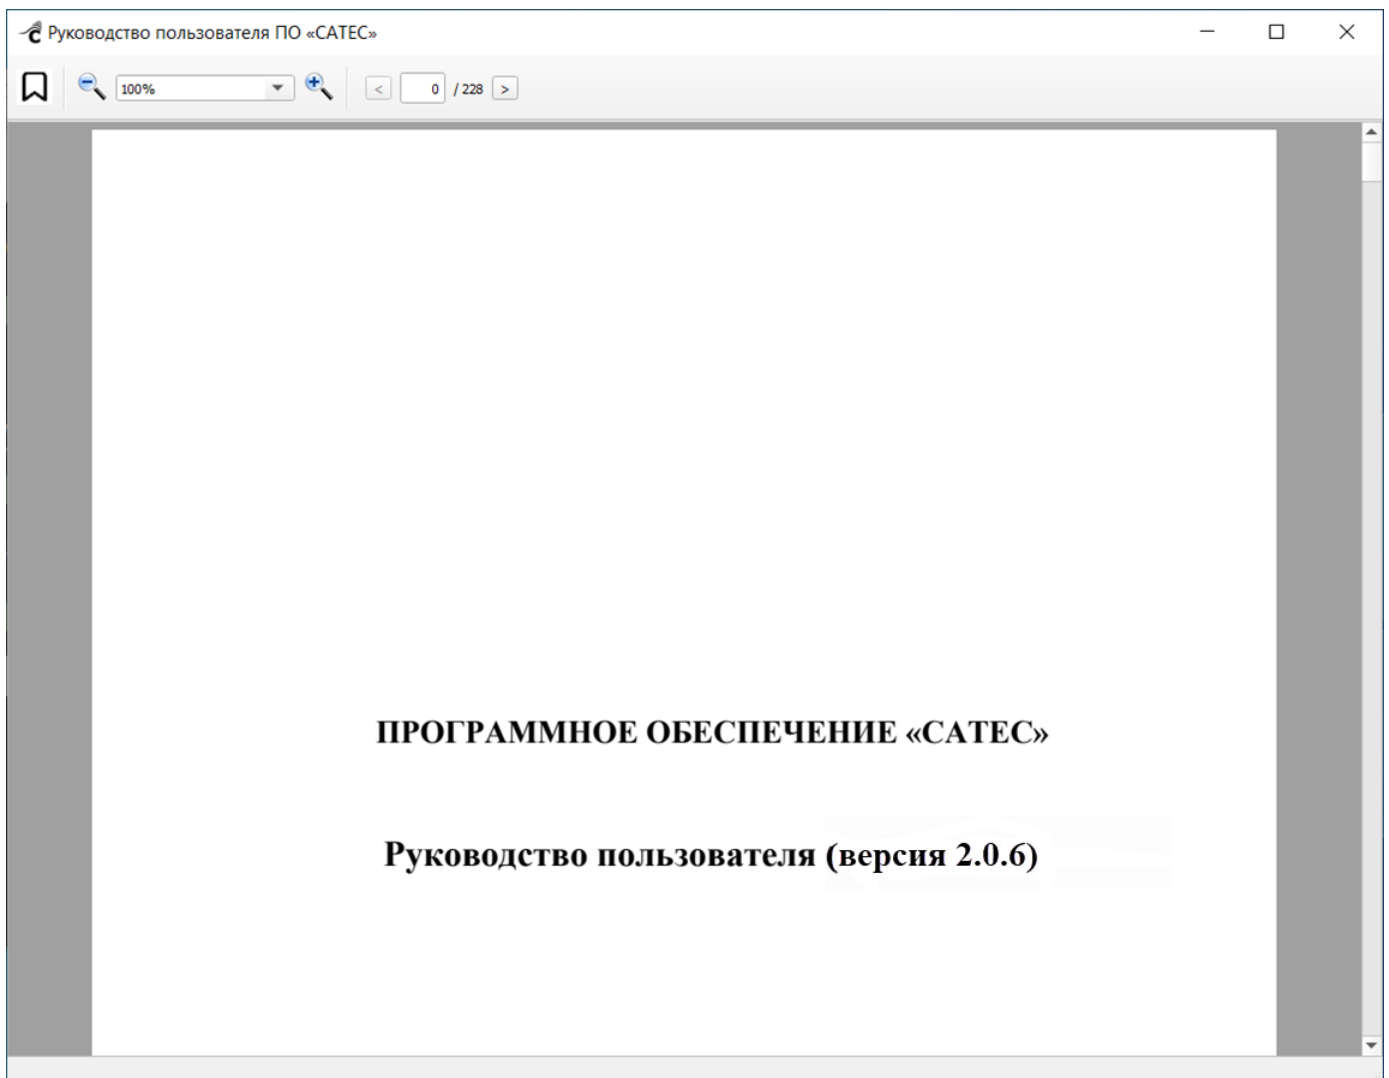 Руководство пользователя ПО «САТЕС»
100%
< 0 / 228 >
ПРОГРАММНОЕ ОБЕСПЕЧЕНИЕ «САТЕС»
Руководство пользователя (версия 2.0.6)